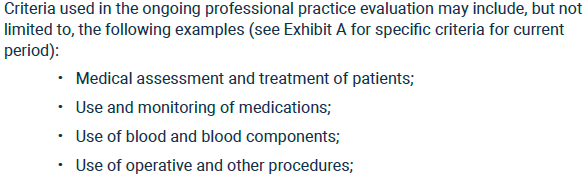 Criteria used in the ongoing professional practice evaluation may include, but not
limited to, the following examples (see Exhibit A for specific criteria for current
period):
• Medical assessment and treatment of patients;
• Use and monitoring of medications;
• Use of blood and blood components;
• Use of operative and other procedures;